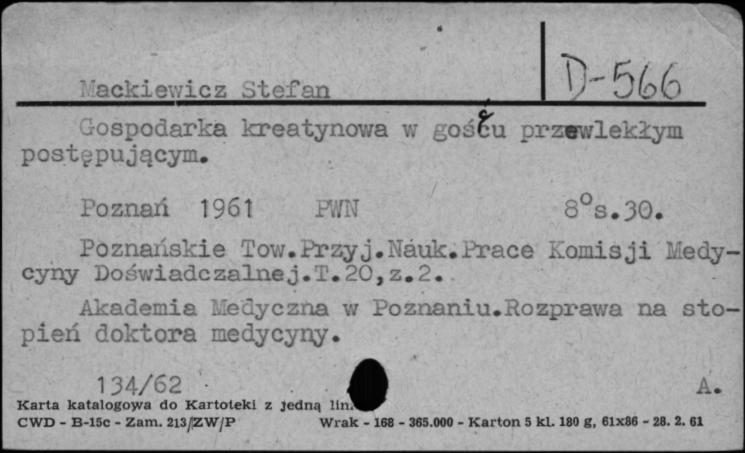 D-566
Mackiewicz Stefan
Gospodarka kreatynowa w gośću przewlekłym
postępującym.
Poznań 1961 PWN 8°s.30.
Poznańskie Tow.Przyj.Nauk.Prace Komisji Medy-
cyny Doświadczalnej.T.20,z.2.
Akademia Medyczna w Poznaniu.Rozprawa na sto-
pień doktora medycyny.
134/62 A.
Karta katalogowa do Kartoteki z jedną
CWD - B-15c - Zam. 213/ZW/P Wrak - 168 - 365.000 - Karton 5 kl. 180 g, 61x86 - 28. 2. 61